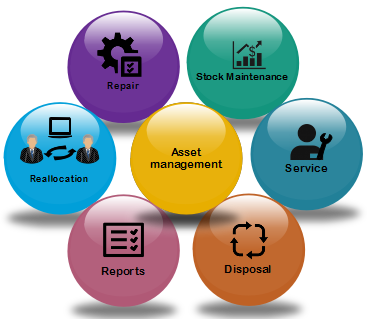 Repair
Stock Maintenance
Reallocation
Asset
management
Service
Reports
Disposal
$